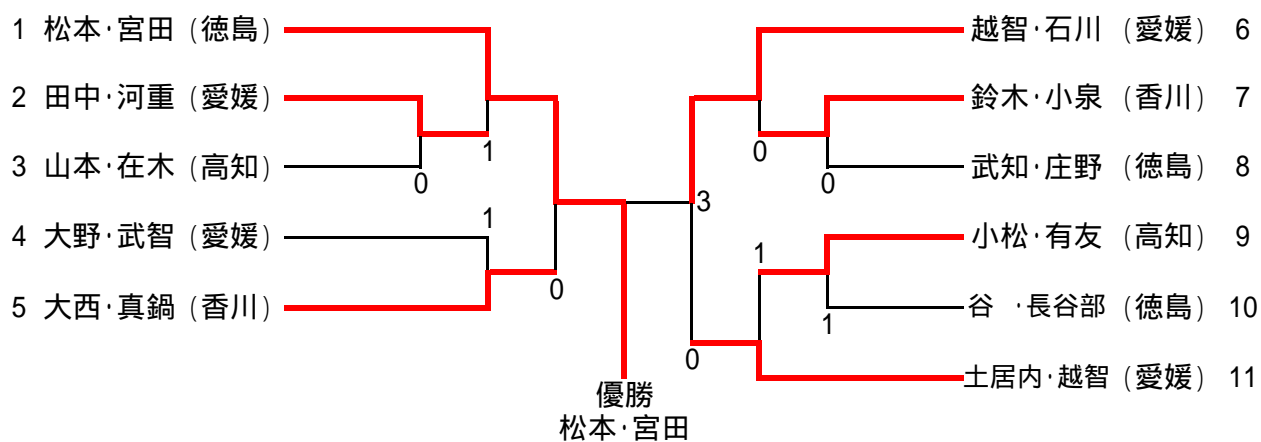 1 松本・宮田 (徳島)
2 田中・河重 (愛媛)
3 山本・在木 (高知)
4 大野・武智 (愛媛)
5 大西・真鍋 (香川)
1
0
1
0
3
0
0
0
1
1
越智・石川 (愛媛) 6
鈴木・小泉 (香川) 7
武知・庄野 (徳島) 8
小松・有友 (高知) 9
谷 ・長谷部 (徳島) 10
土居内・越智 (愛媛) 11
優勝
松本・宮田